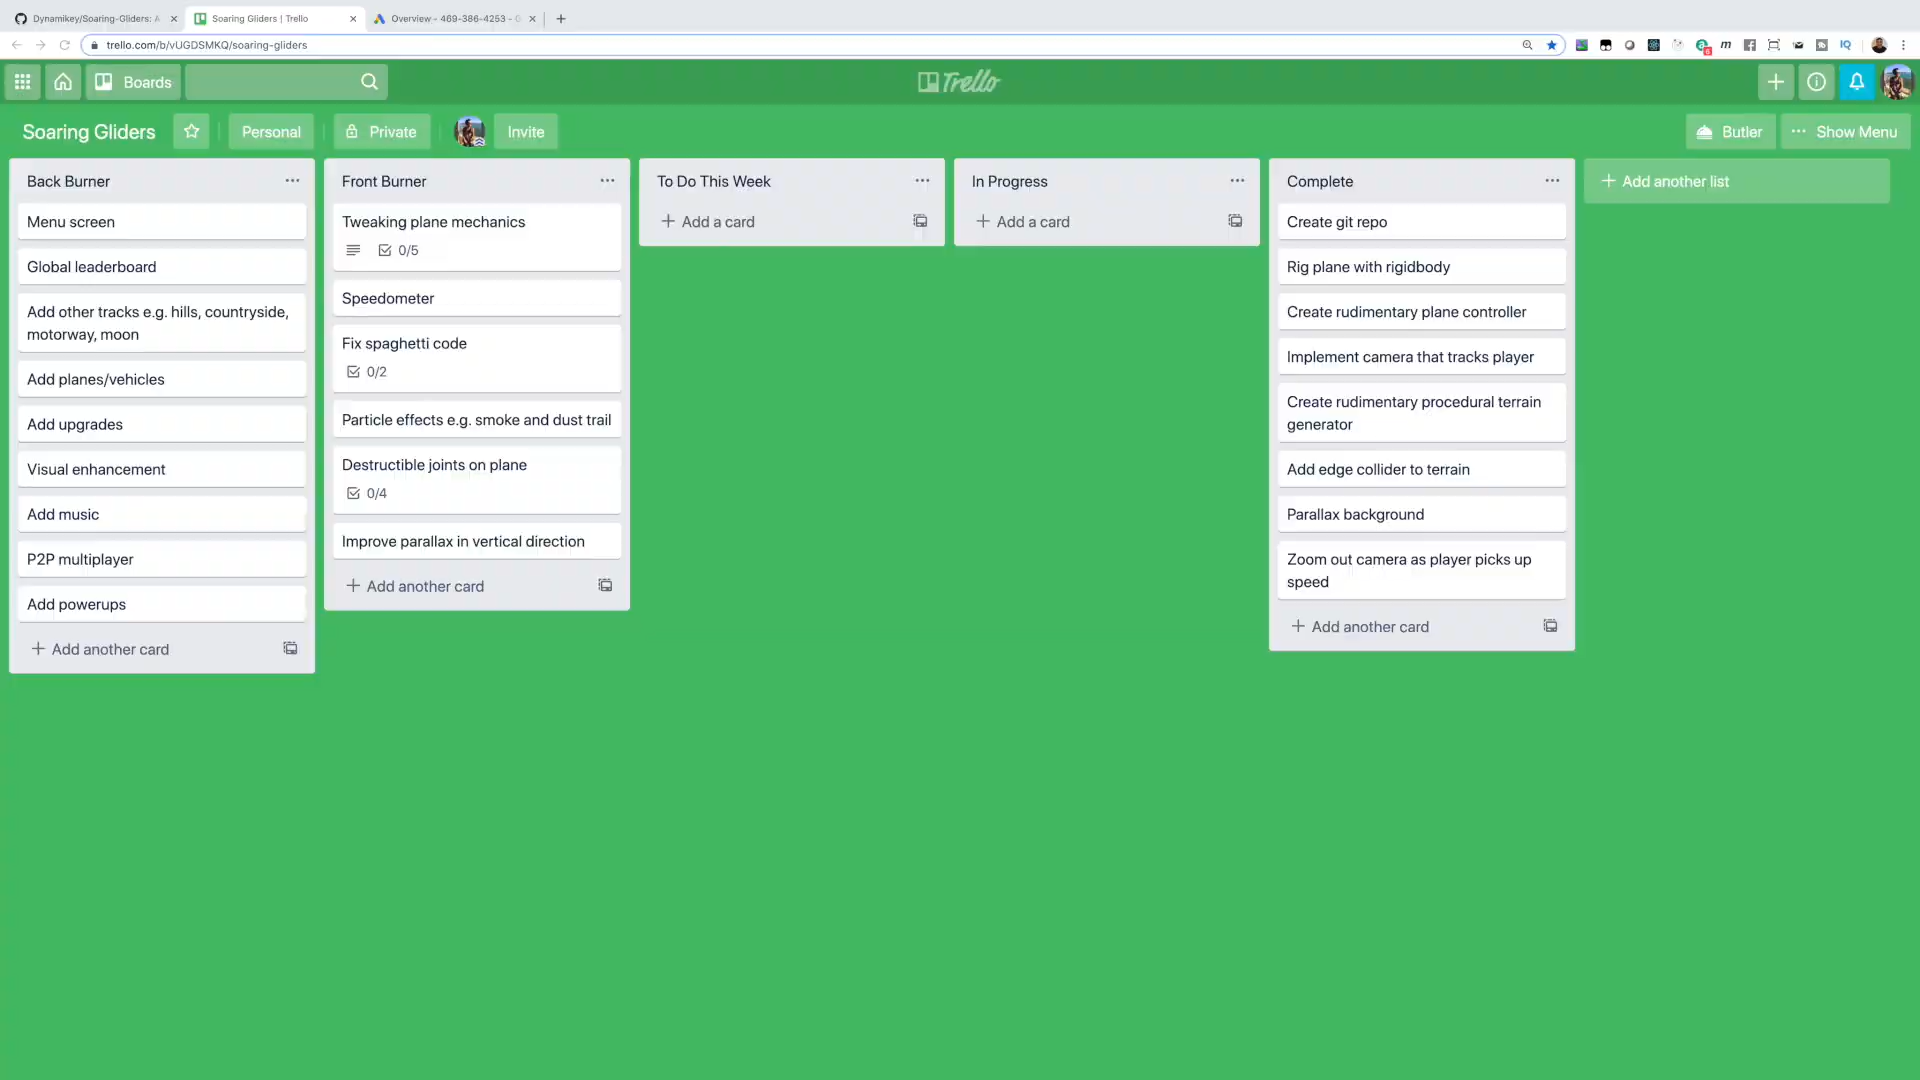 Dynamikey/Soaring-Gliders: A
Soaring Gliders | Trello
Overview - 469-386-4253 - G
trello.com/b/vUGDSMKQ/soaring-gliders
Boards
Trello
Soaring Gliders
Personal
Private
Invite
Butler
Show Menu
Back Burner
Menu screen
Global leaderboard
Add other tracks e.g. hills, countryside,
motorway, moon
Add planes/vehicles
Add upgrades
Visual enhancement
Add music
P2P multiplayer
Add powerups
Add another card
Front Burner
Tweaking plane mechanics
0/5
Speedometer
Fix spaghetti code
0/2
Particle effects e.g. smoke and dust trail
Destructible joints on plane
0/4
Improve parallax in vertical direction
Add another card
To Do This Week
Add a card
In Progress
Add a card
Complete
Create git repo
Rig plane with rigidbody
Create rudimentary plane controller
Implement camera that tracks player
Create rudimentary procedural terrain
generator
Add edge collider to terrain
Parallax background
Zoom out camera as player picks up
speed
Add another card
Add another list